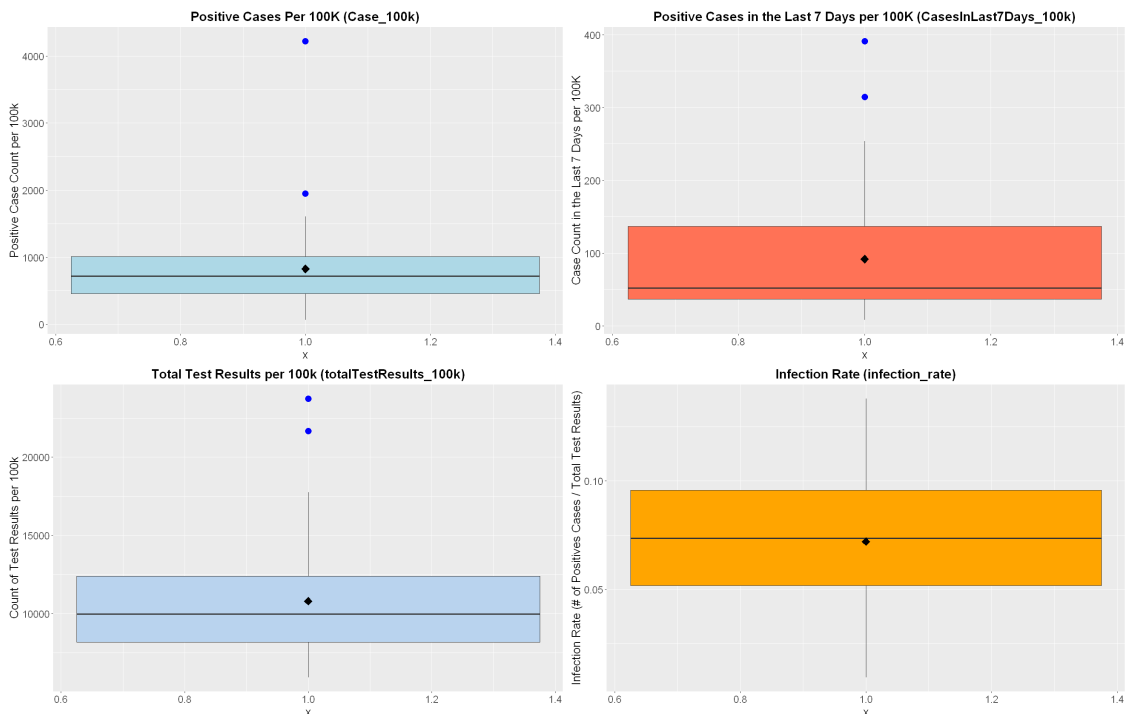 Positive Cases Per 100K (Case_100k)
Positive Case Count per 100k
4000
3000
2000
1000
0
0.6 0.8 1.0 1.2 1.4
x
Positive Cases in the Last 7 Days per 100K (CasesInLast7Days_100k)
Case Count in the Last 7 Days per 100K
400
300
200
100
0
0.6 0.8 1.0 1.2 1.4
x
Total Test Results per 100k (totalTestResults_100k)
Count of Test Results per 100k
20000
15000
10000
0.6 0.8 1.0 1.2 1.4
x
Infection Rate (infection_rate)
Infection Rate (# of Positives Cases / Total Test Results)
0.10
0.05
0.6 0.8 1.0 1.2 1.4
x